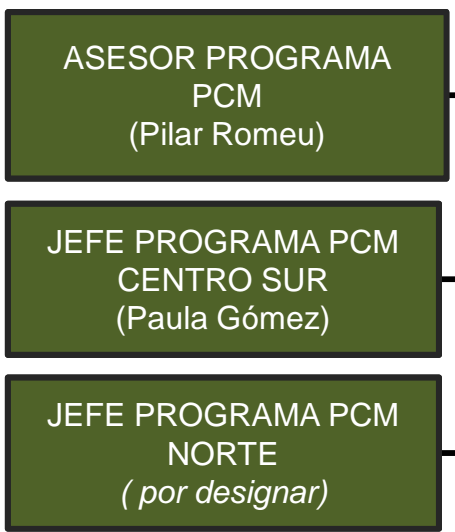 ASESOR PROGRAMA
PCM
(Pilar Romeu)
JEFE PROGRAMA PCM
CENTRO SUR
(Paula Gómez)
JEFE PROGRAMA PCM
NORTE
( por designar)